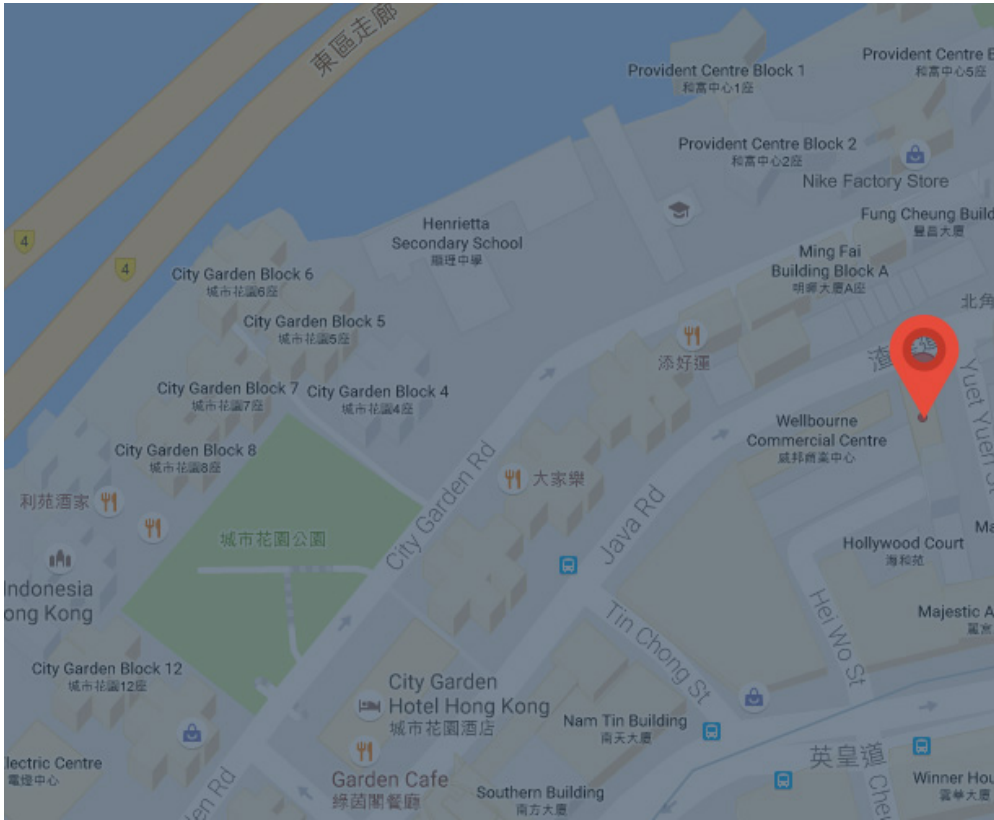 東區走廊
Provident Centre Block 1
和富中心1座
Provident Centre B
和富中心5座
Provident Centre Block 2
和富中心2座
Nike Factory Store
Henrietta
Secondary School
顯理中學
Fung Cheung Build
豐昌大廈
4
4
City Garden Block 6
城市花園6座
Ming Fai
Building Block A
明暉大廈A座
北角
City Garden Block 5
城市花園5座
添好運
渣
City Garden Block 7
城市花園7座
City Garden Block 4
城市花園4座
Yuet Yuen St
Wellbourne
Commercial Centre
威邦商業中心
City Garden Block 8
城市花園8座
City Garden Rd
大家樂
利苑酒家
Java Rd
城市花園公園
Hollywood Court
海和苑
Ma
Indonesia
ong Kong
Hei Wo St
Majestic A
麗宮
Tin Chong St
City Garden Block 12
城市花園12座
City Garden
Hotel Hong Kong
城市花園酒店
Nam Tin Building
南天大廈
lectric Centre
電燈中心
英皇道
Garden Cafe
綠茵閣餐廳
Southern Building
南方大廈
Winner Hou
雲華大廈
den Rd
Che